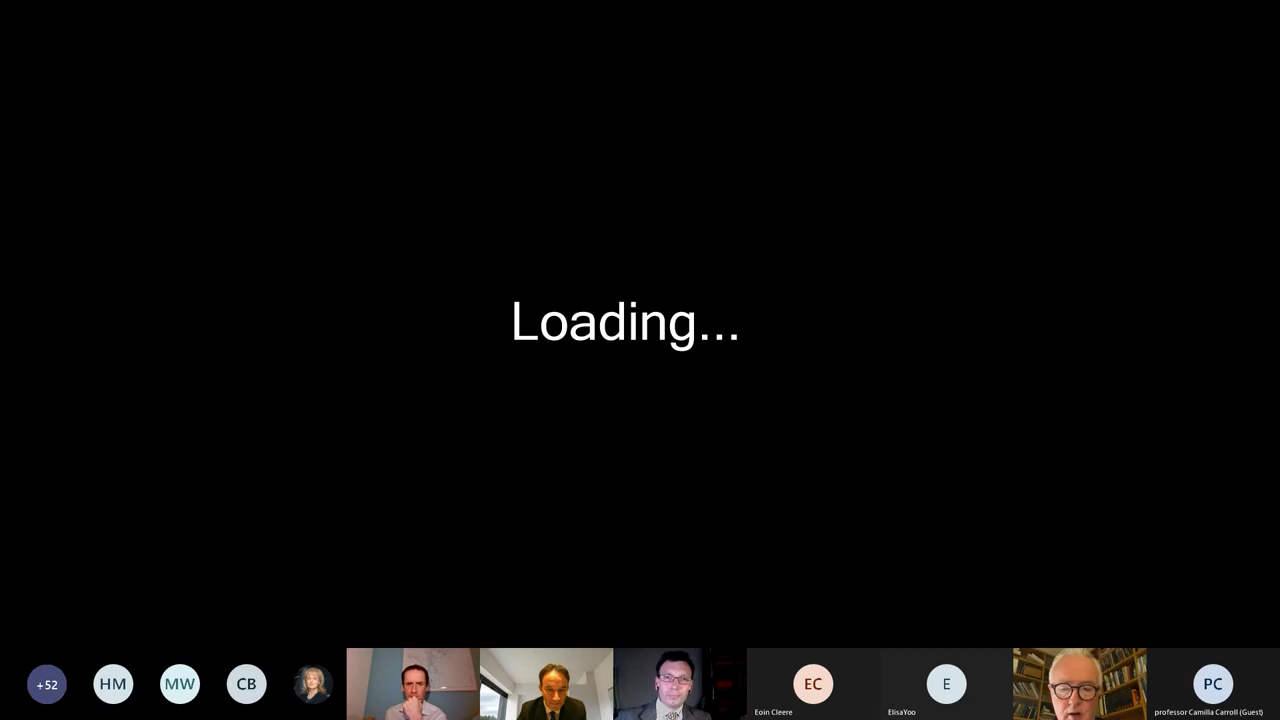 Loading...
+52
HM
MW
CB
EC
Eoin Cleere
E
ElisaYoo
PC
professor Camilla Carroll (Guest)